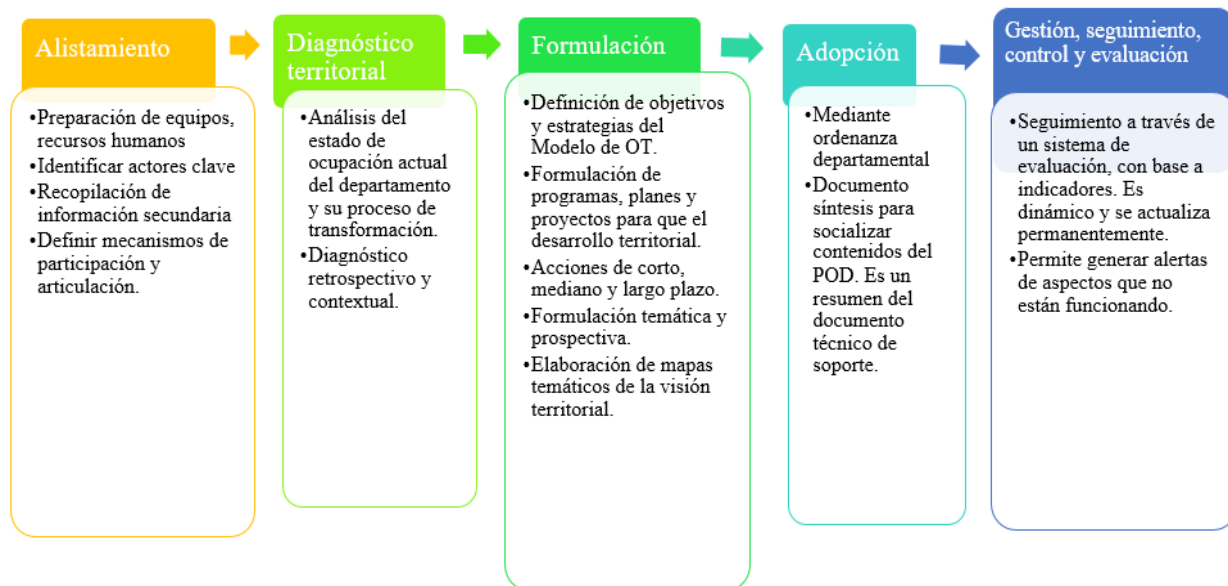 Alistamiento
•Preparación de equipos,
recursos humanos
•Identificar actores clave
•Recopilación de
información secundaria
•Definir mecanismos de
participación y
articulación.
Diagnóstico
territorial
•Análisis del
estado de
ocupación actual
del departamento
y su proceso de
transformación.
•Diagnóstico
retrospectivo y
contextual.
Formulación
•Definición de objetivos
y estrategias del
Modelo de OT.
•Formulación de
programas, planes y
proyectos para que el
desarrollo territorial.
•Acciones de corto,
mediano y largo plazo.
•Formulación temática y
prospectiva.
•Elaboración de mapas
temáticos de la visión
territorial.
Adopción
•Mediante
ordenanza
departamental
•Documento
síntesis para
socializar
contenidos del
POD. Es un
resumen del
documento
técnico de
soporte.
Gestión, seguimiento,
control y evaluación
•Seguimiento a través de
un sistema de
evaluación, con base a
indicadores. Es
dinámico y se actualiza
permanentemente.
•Permite generar alertas
de aspectos que no
están funcionando.